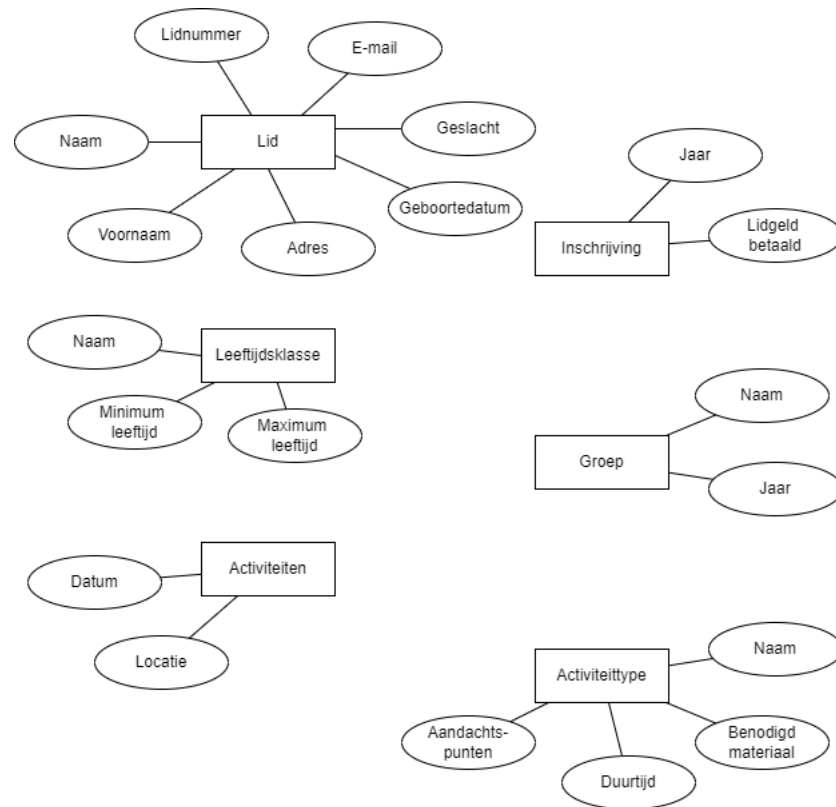 Lidnummer
E-mail
Naam
Lid
Geslacht
Voornaam
Adres
Geboortedatum
Jaar
Inschrijving
Lidgeld
betaald
Naam
Leeftijdsklasse
Minimum
leeftijd
Maximum
leeftijd
Naam
Groep
Jaar
Datum
Activiteiten
Locatie
Naam
Activiteittype
Aandachts-
punten
Duurtijd
Benodigd
materiaal